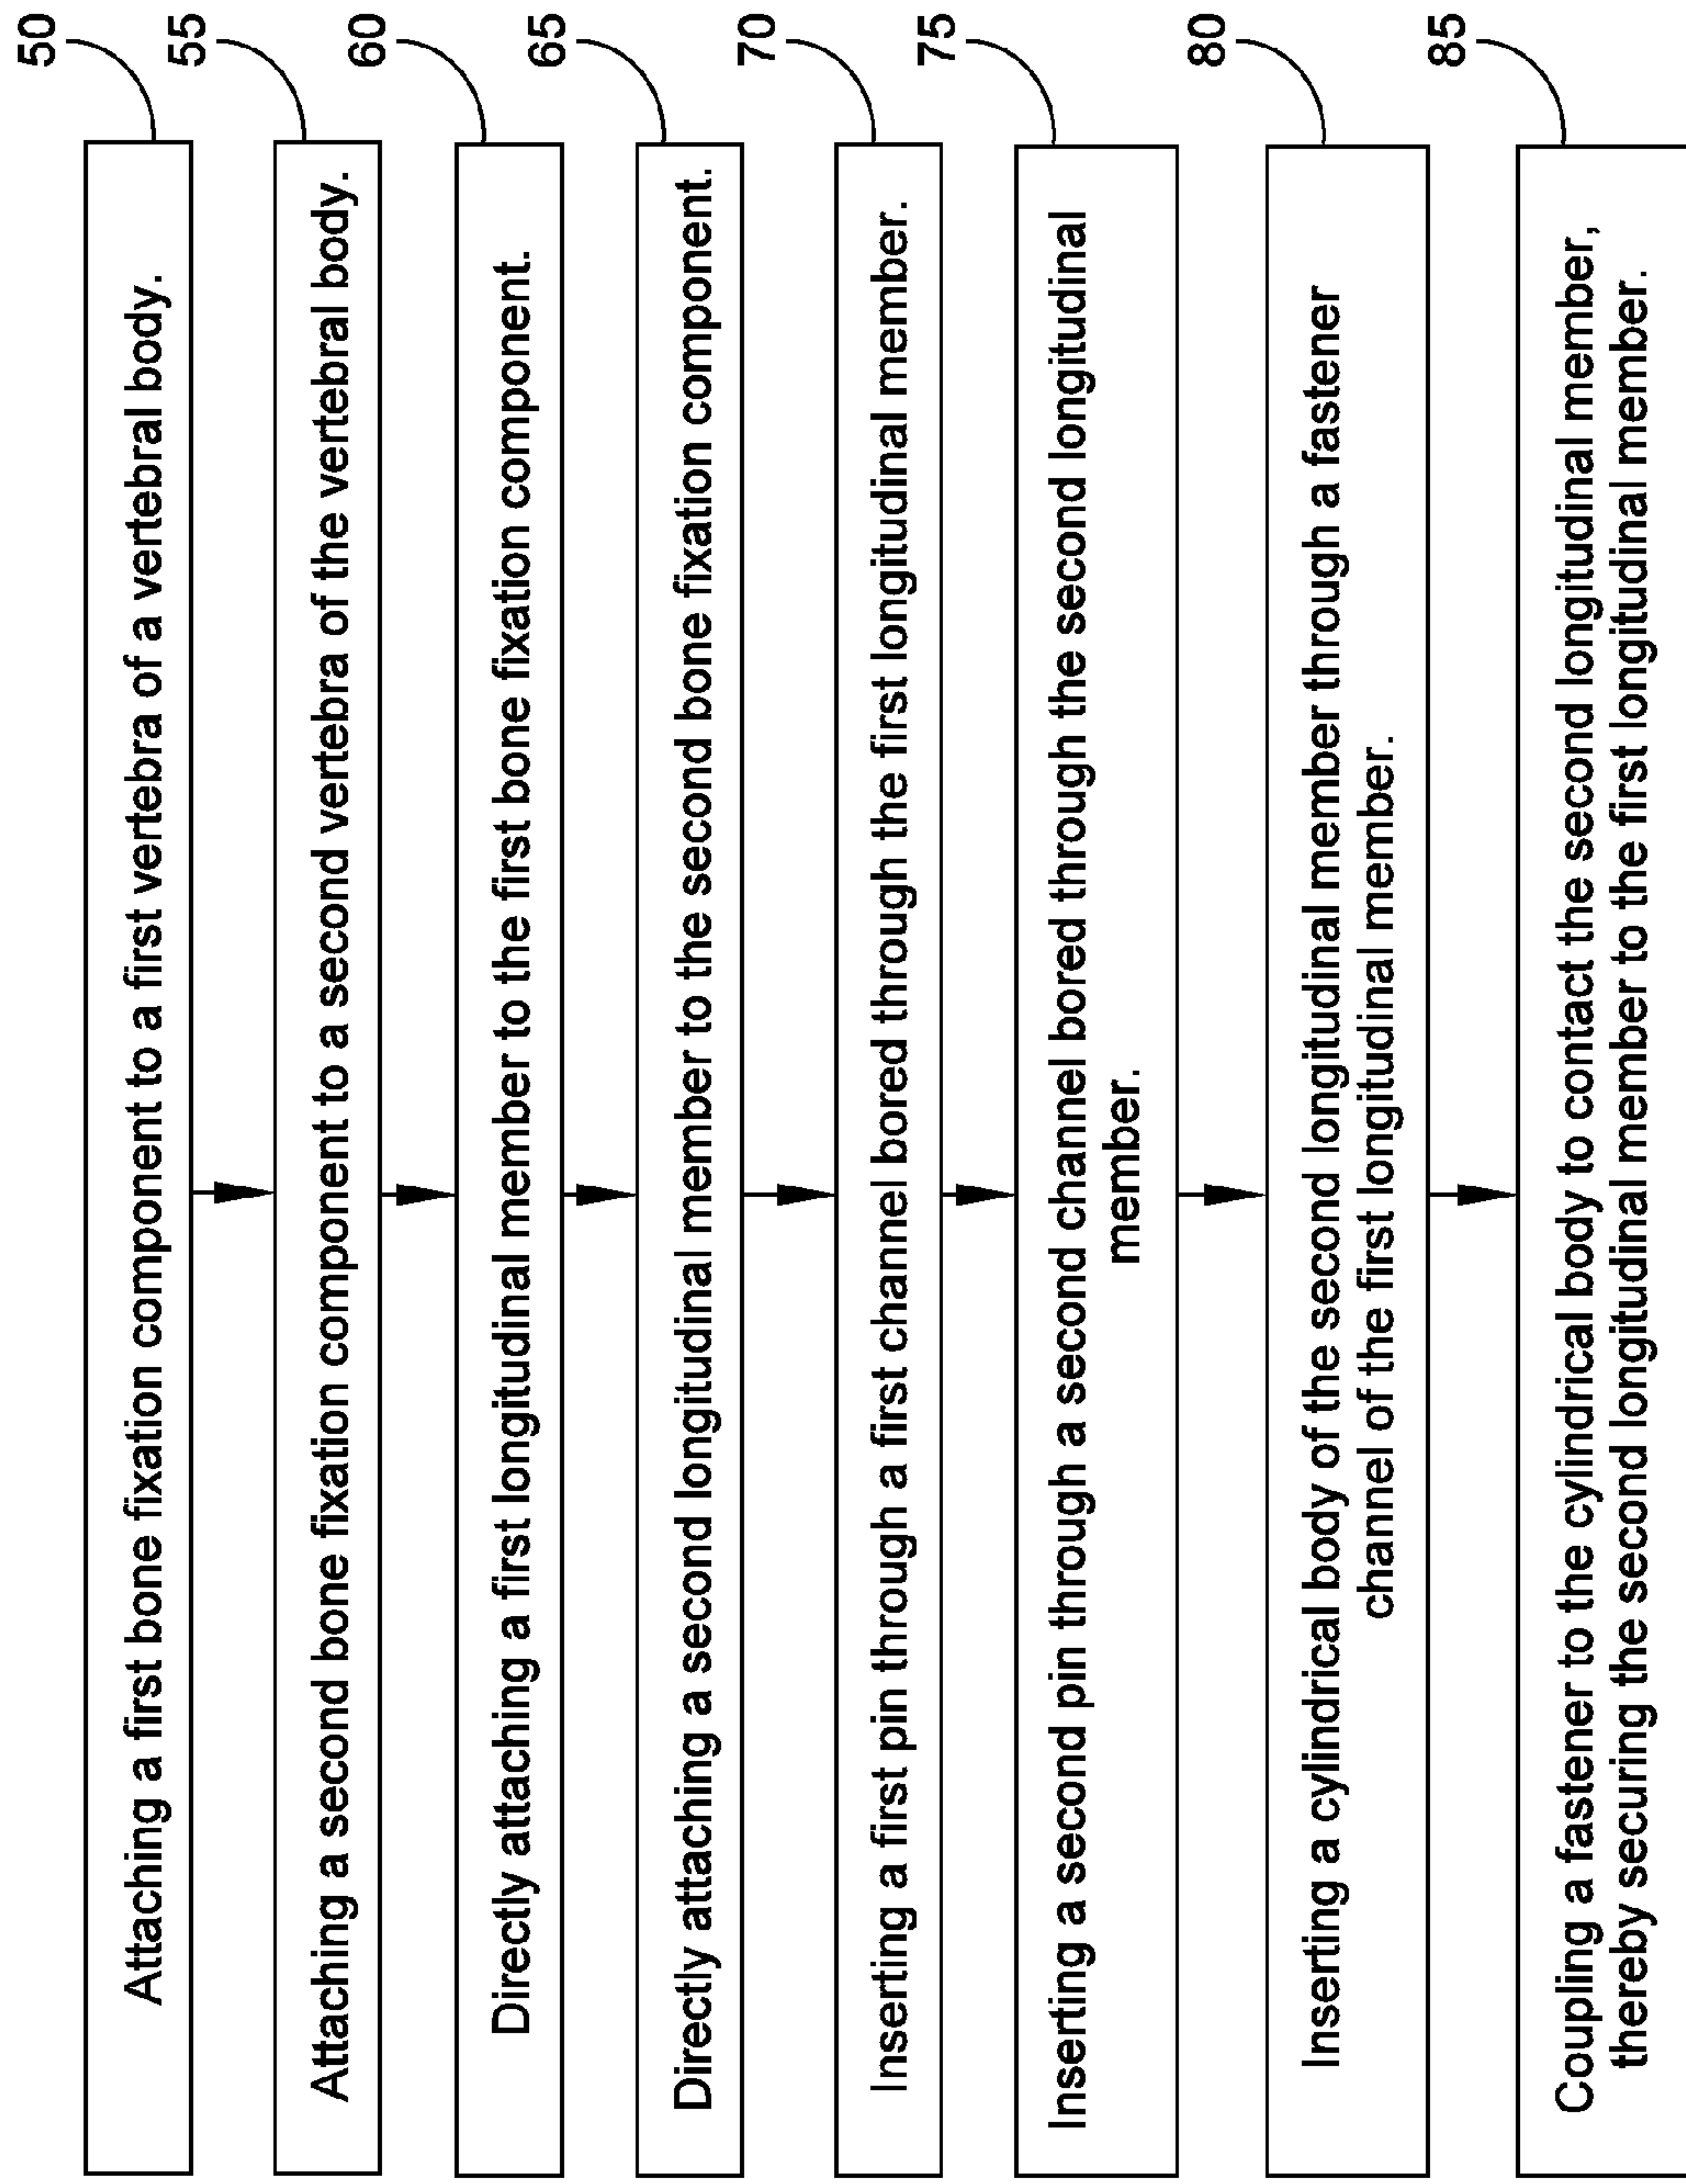 50
Attaching a first bone fixation component to a first vertebra of a vertebral body.
55
Attaching a second bone fixation component to a second vertebra of the vertebral body.
60
Directly attaching a first longitudinal member to the first bone fixation component.
65
Directly attaching a second longitudinal member to the second bone fixation component.
70
Inserting a first pin through a first channel bored through the first longitudinal member.
75
Inserting a second pin through a second channel bored through the second longitudinal
member.
80
Inserting a cylindrical body of the second longitudinal member through a fastener
channel of the first longitudinal member.
85
Coupling a fastener to the cylindrical body to contact the second longitudinal member,
thereby securing the second longitudinal member to the first longitudinal member.